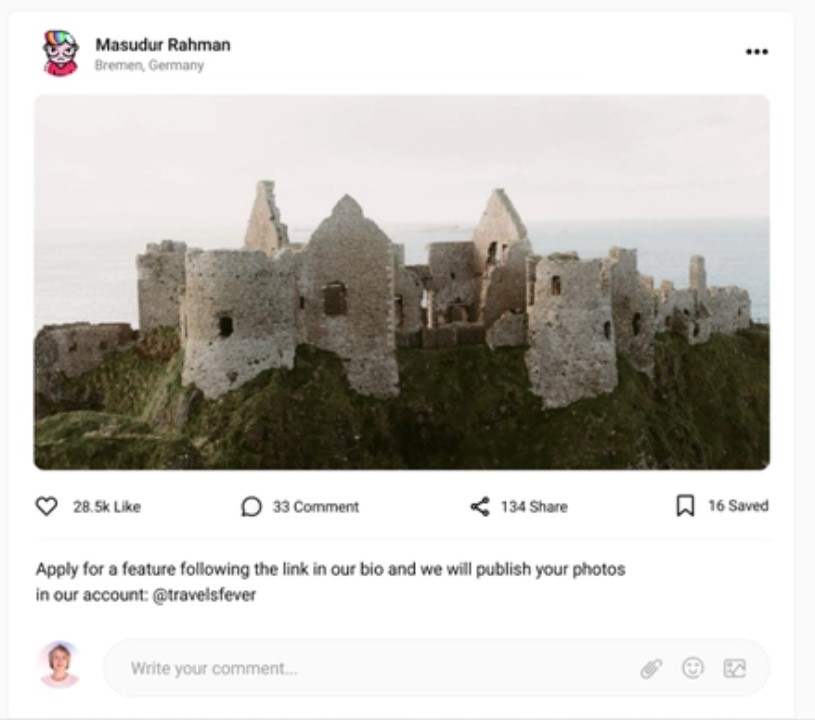 Masudur Rahman
Bremen, Germany
28.5k Like
33 Comment
134 Share
16 Saved
Apply for a feature following the link in our bio and we will publish your photos
in our account: @travelsfever
Write your comment...